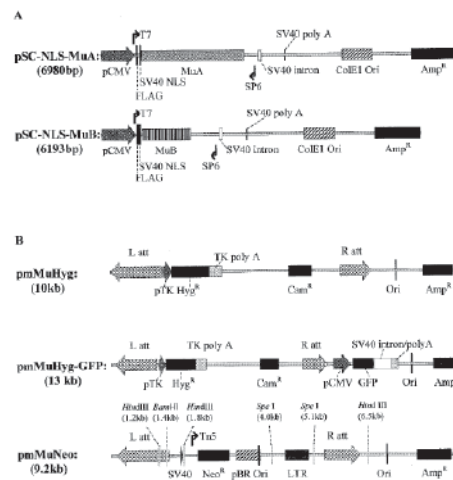 A
T7
SV40 poly A
pSC-NLS-MuA:
(6980bp)
pCMV
SV40 NLS
FLAG
MuA
SP6
SV40 intron
ColE1 Ori
Amp^R
T7
SV40 poly A
pSC-NLS-MuB:
(6193bp)
pCMV
SV40 NLS
FLAG
MuB
SP6
SV40 Intron
ColE1 Ori
Amp^R
B
L att
TK poly A
R att
pmMuHyg:
(10kb)
pTK Hyg^R
Cam^R
Ori
Amp^R
L att
TK poly A
R att
SV40 intron/polyA
pmMuHyg-GFP:
(13 kb)
pTK
Hyg^R
Cam^R
pCMV
GFP
Ori
Amp
HindIII
(1.2kb)
BamHI
(1.4kb)
HindIII
(1.8kb)
Spe I
(4.0kb)
Spe I
(5.1kb)
Hind III
(6.5kb)
L att
Tn5
R att
pmMuNeo:
(9.2kb)
SV40
Neo^R
pBR Ori
LTR
Ori
Amp^R